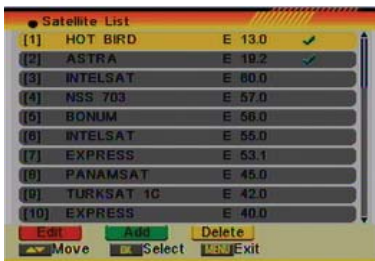 Satellite List
[1] HOT BIRD E 13.0
[2] ASTRA E 19.2
[3] INTELSAT E 60.0
[4] NSS 703 E 57.0
[5] BONUM E 56.0
[6] INTELSAT E 55.0
[7] EXPRESS E 53.1
[8] PANAMSAT E 45.0
[9] TURKSAT 1C E 42.0
[10] EXPRESS E 40.0
Edit Add Delete
Move OK Select MENU Exit